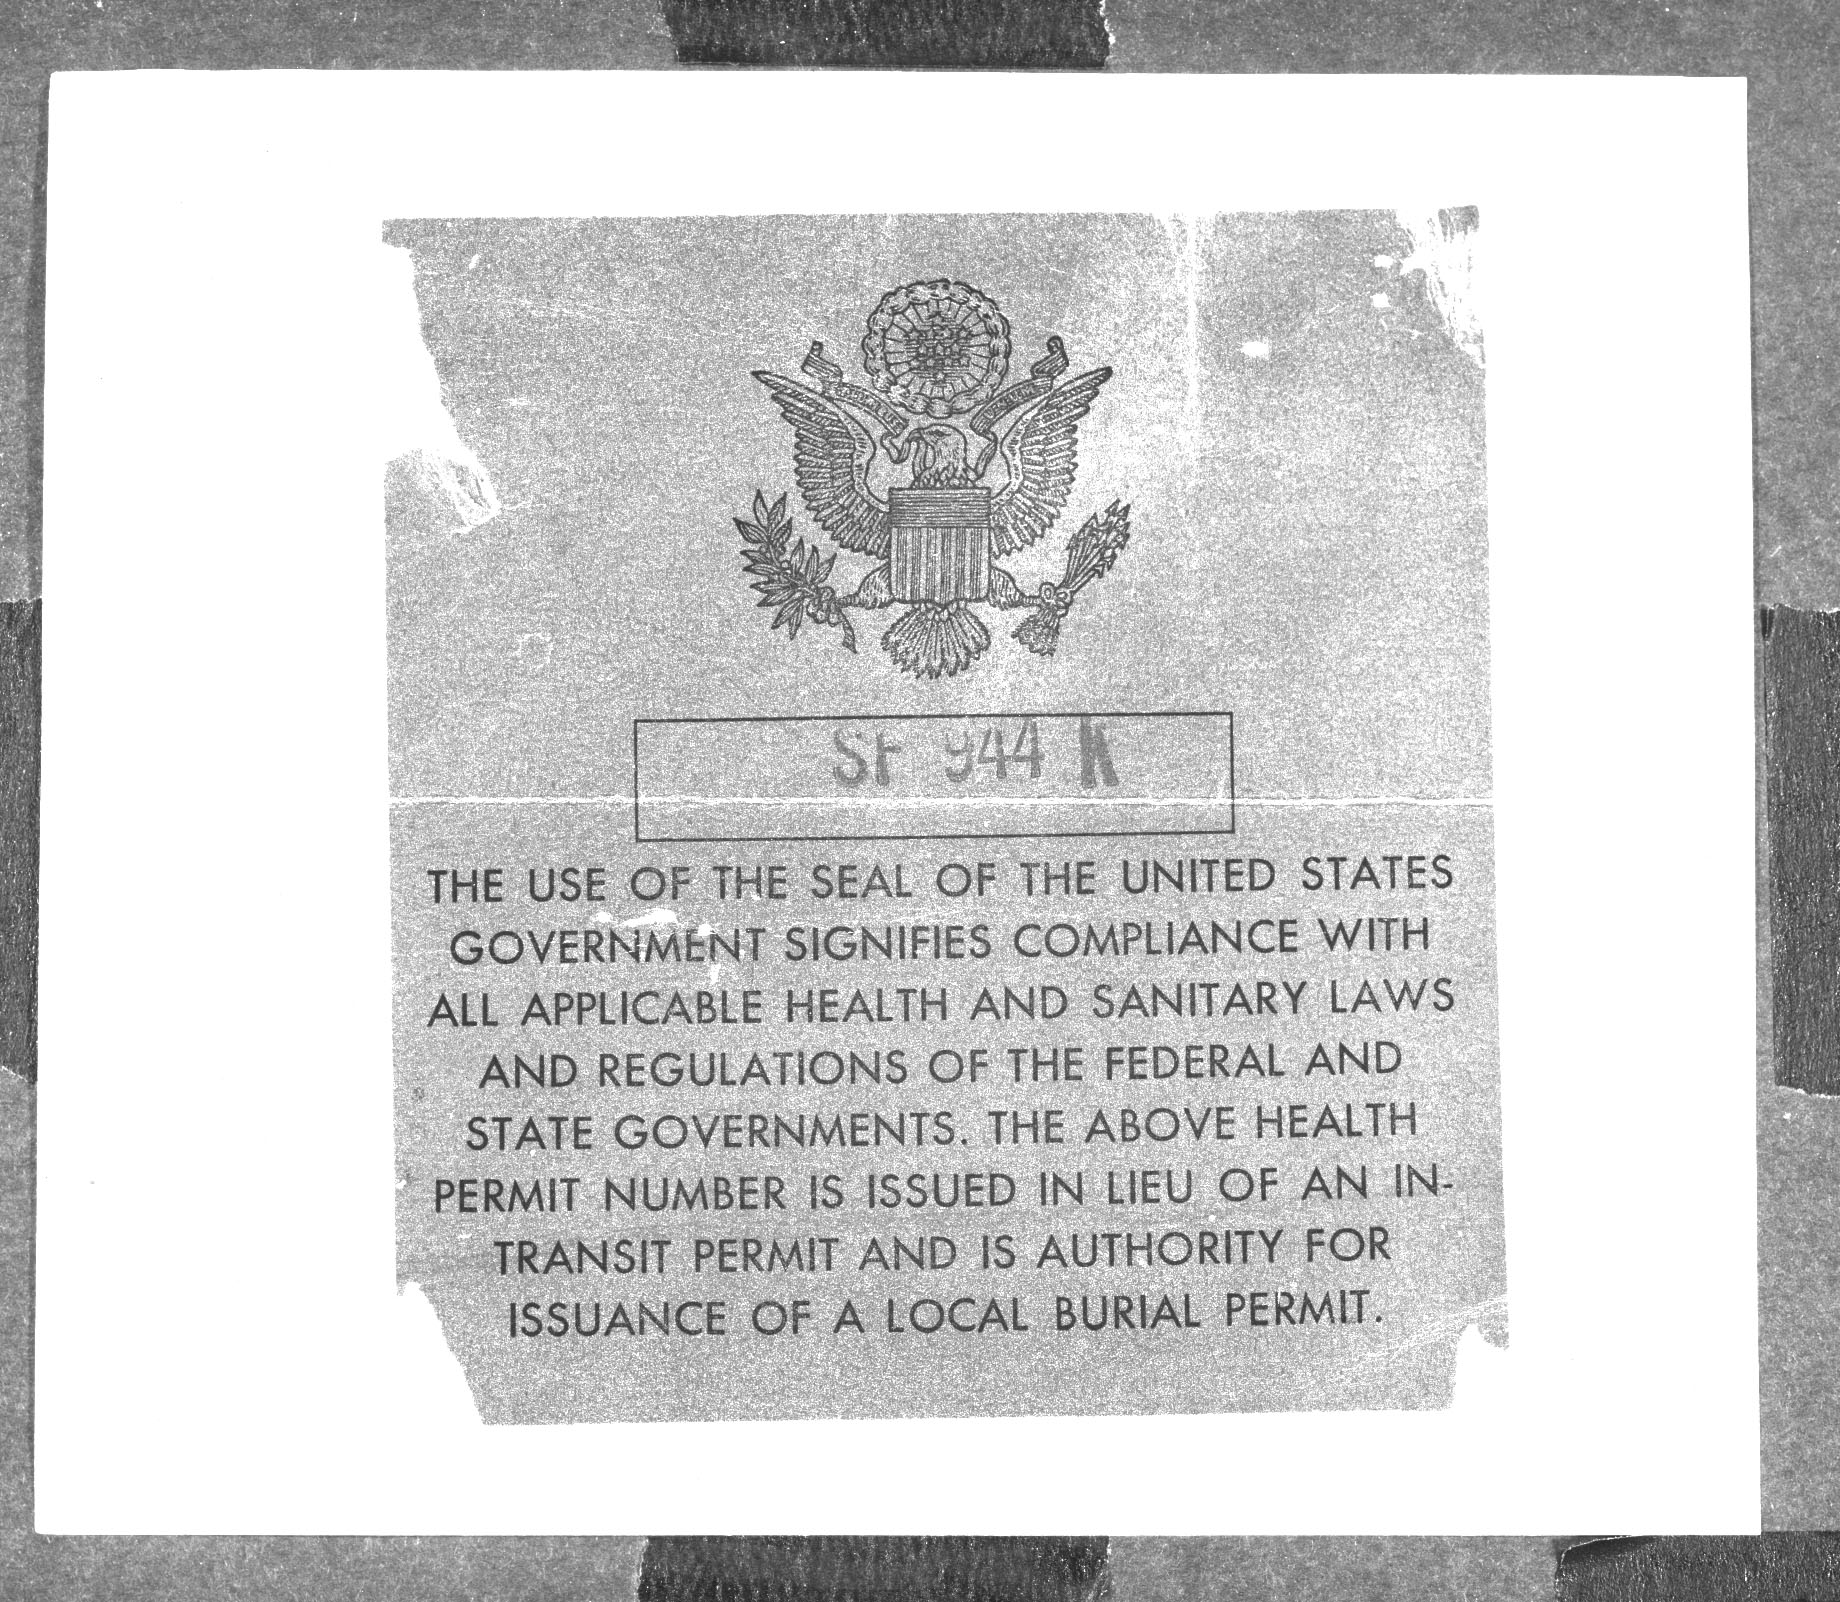 SF 944 K
THE USE OF THE SEAL OF THE UNITED STATES
GOVERNMENT SIGNIFIES COMPLIANCE WITH
ALL APPLICABLE HEALTH AND SANITARY LAWS
AND REGULATIONS OF THE FEDERAL AND
STATE GOVERNMENTS. THE ABOVE HEALTH
PERMIT NUMBER IS ISSUED IN LIEU OF AN IN-
TRANSIT PERMIT AND IS AUTHORITY FOR
ISSUANCE OF A LOCAL BURIAL PERMIT.